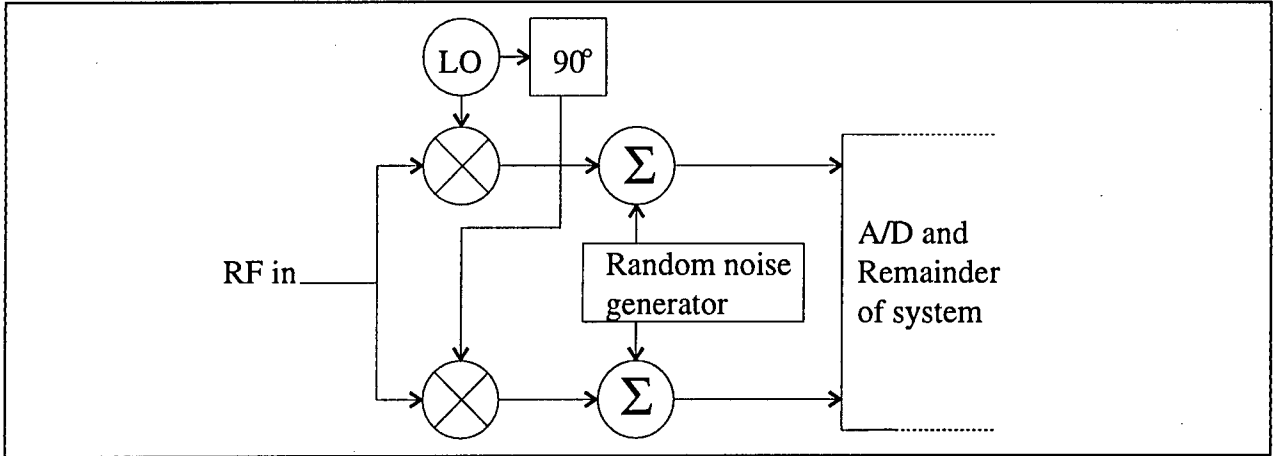 LO
90°
Σ
RF in
Random noise
generator
A/D and
Remainder
of system
Σ